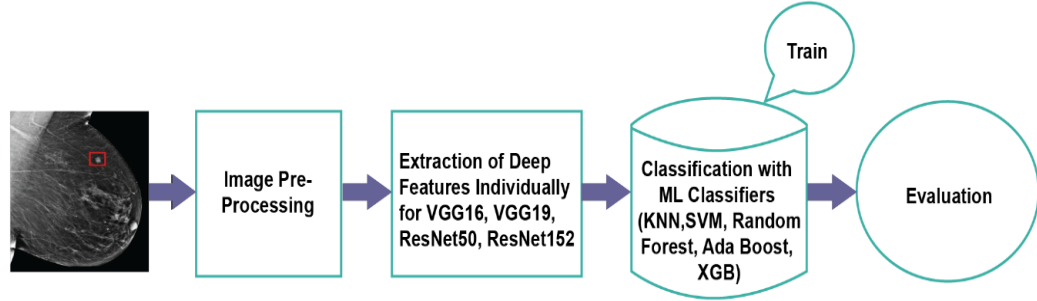 Train
Image Pre-
Processing
Extraction of Deep
Features Individually
for VGG16, VGG19,
ResNet50, ResNet152
Classification with
ML Classifiers
(KNN,SVM, Random
Forest, Ada Boost,
XGB)
Evaluation